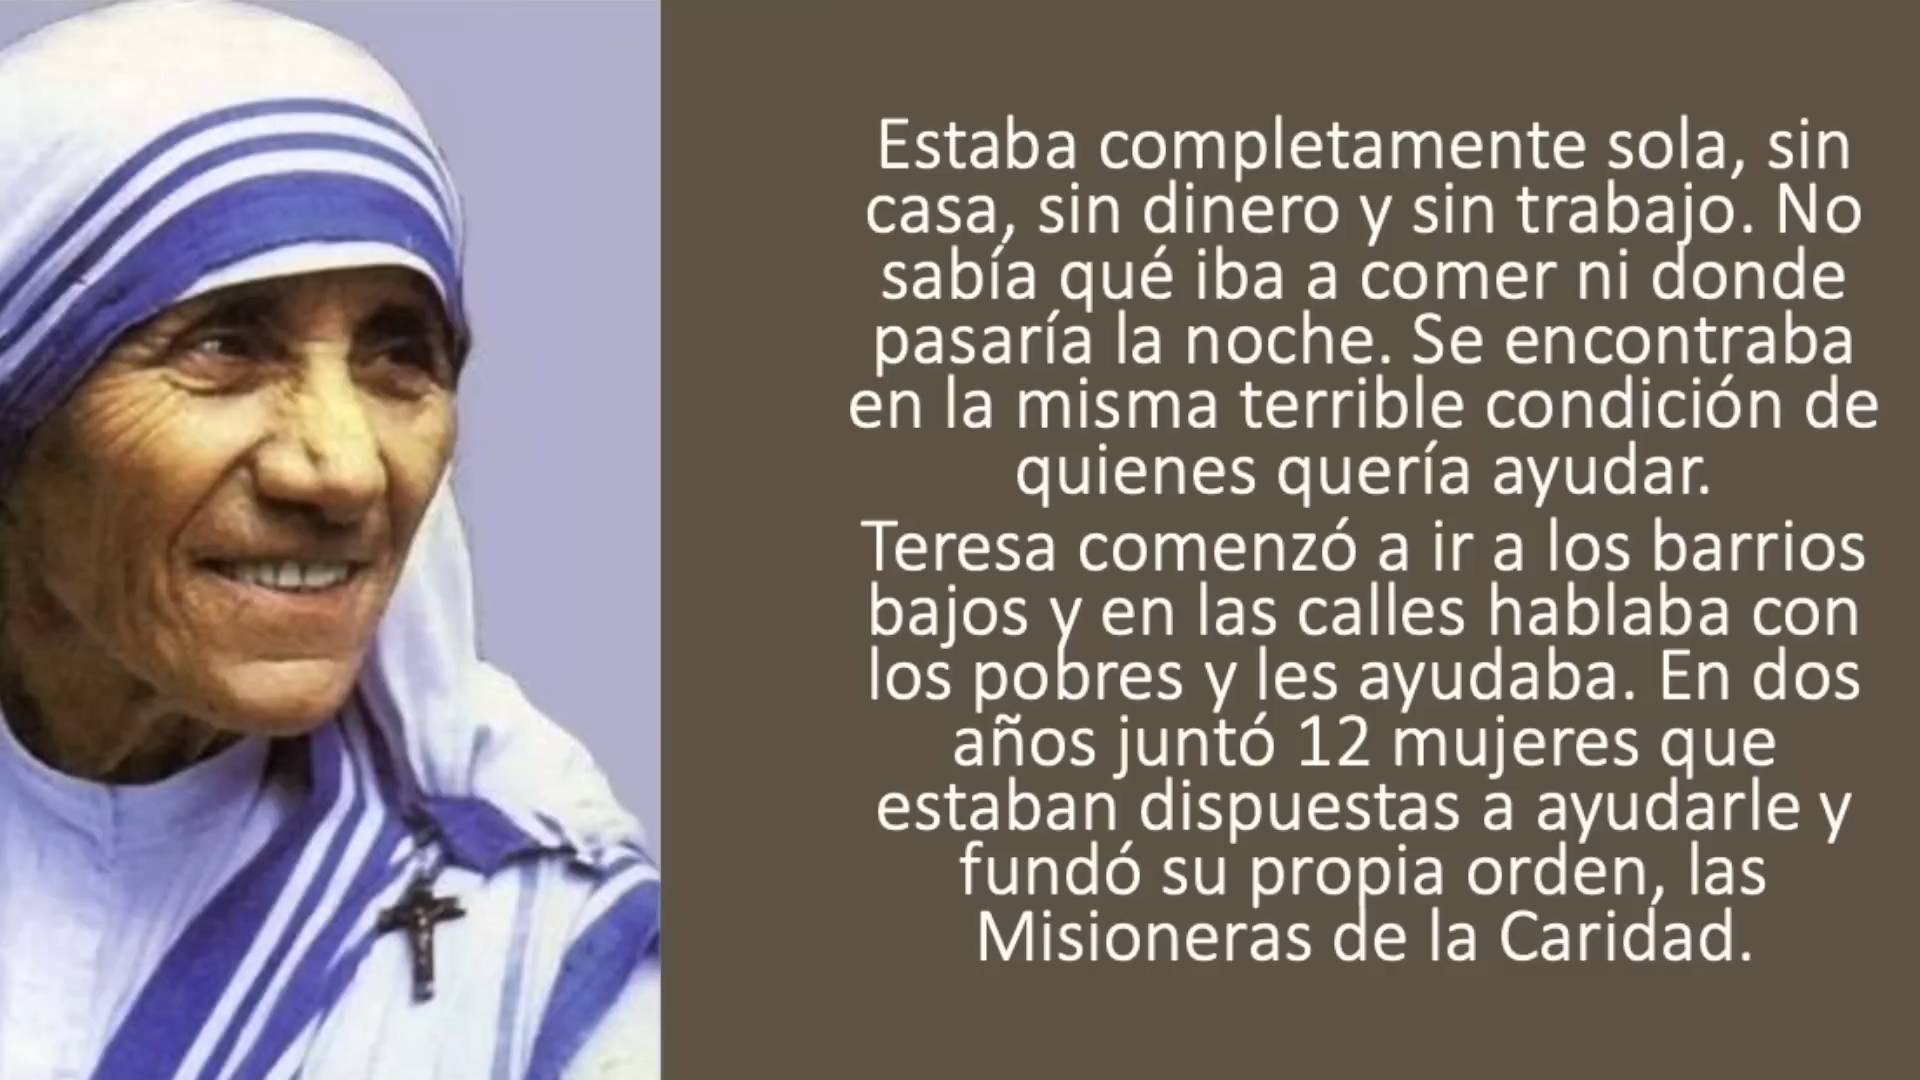 Estaba completamente sola, sin
casa, sin dinero y sin trabajo. No
sabía qué iba a comer ni donde
pasaría la noche. Se encontraba
en la misma terrible condición de
quienes quería ayudar.
Teresa comenzó a ir a los barrios
bajos y en las calles hablaba con
los pobres y les ayudaba. En dos
años juntó 12 mujeres que
estaban dispuestas a ayudarle y
fundó su propia orden, las
Misioneras de la Caridad.